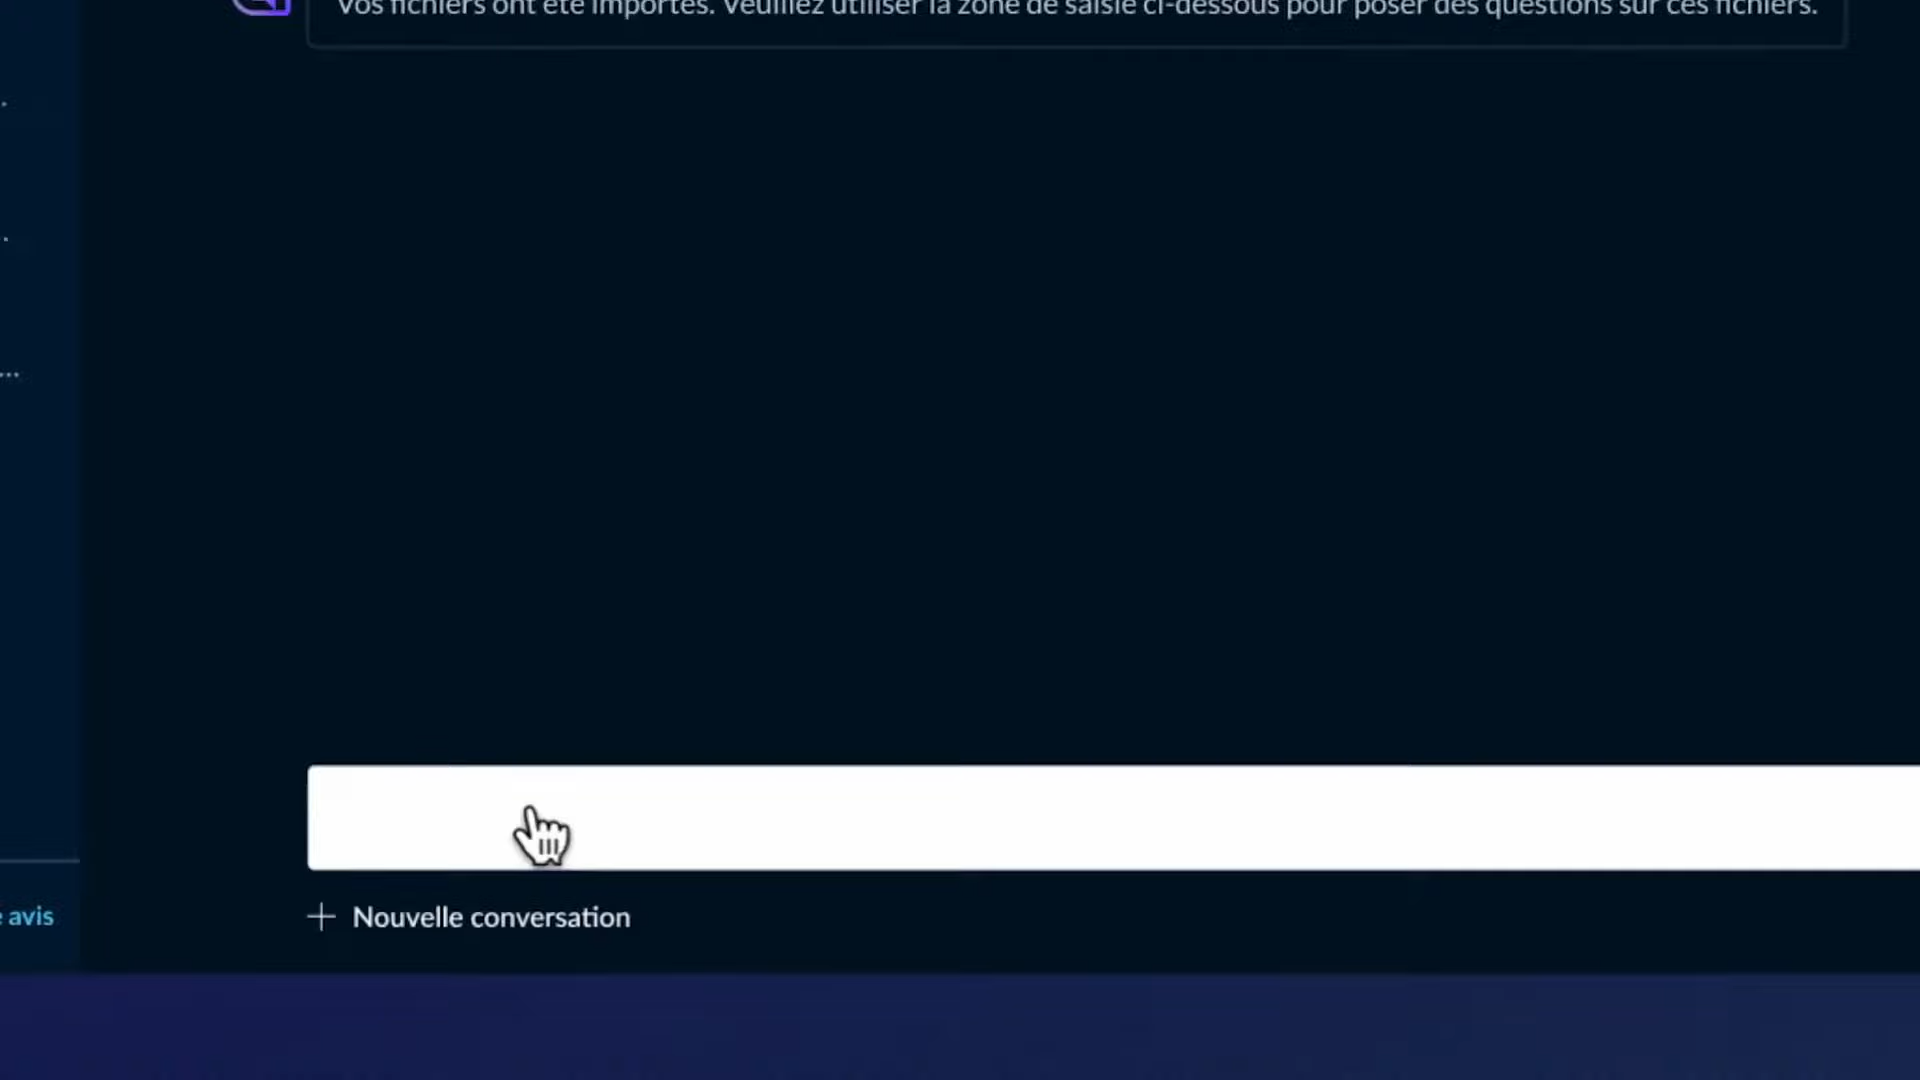 Vos fichiers ont été importés. Veuillez utiliser la zone de saisie ci-dessous pour poser des questions sur ces fichiers.
.
.
...
avis
Nouvelle conversation